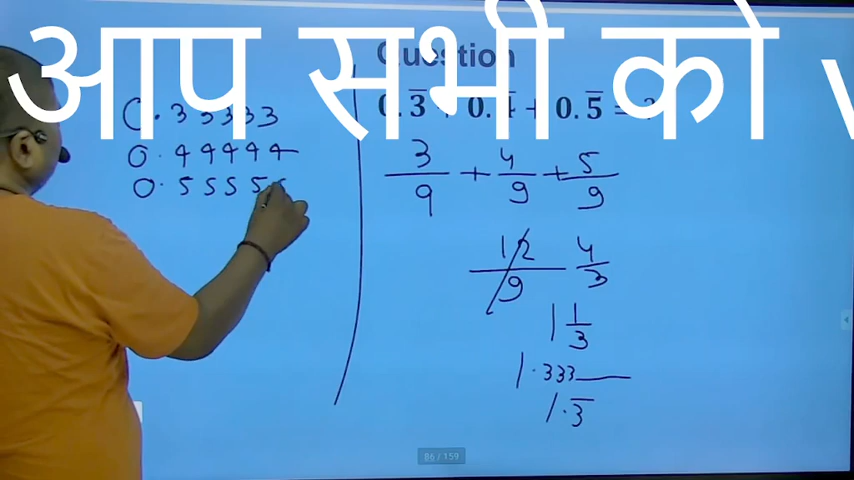 आप सभी को
Question
0.3̅ + 0.4̅ + 0.5̅ = ?
0.33333
0.44444
0.5555
3/9 + 4/9 + 5/9
12/9 4/3
1 1/3
1.333
1.3̅
86 / 159